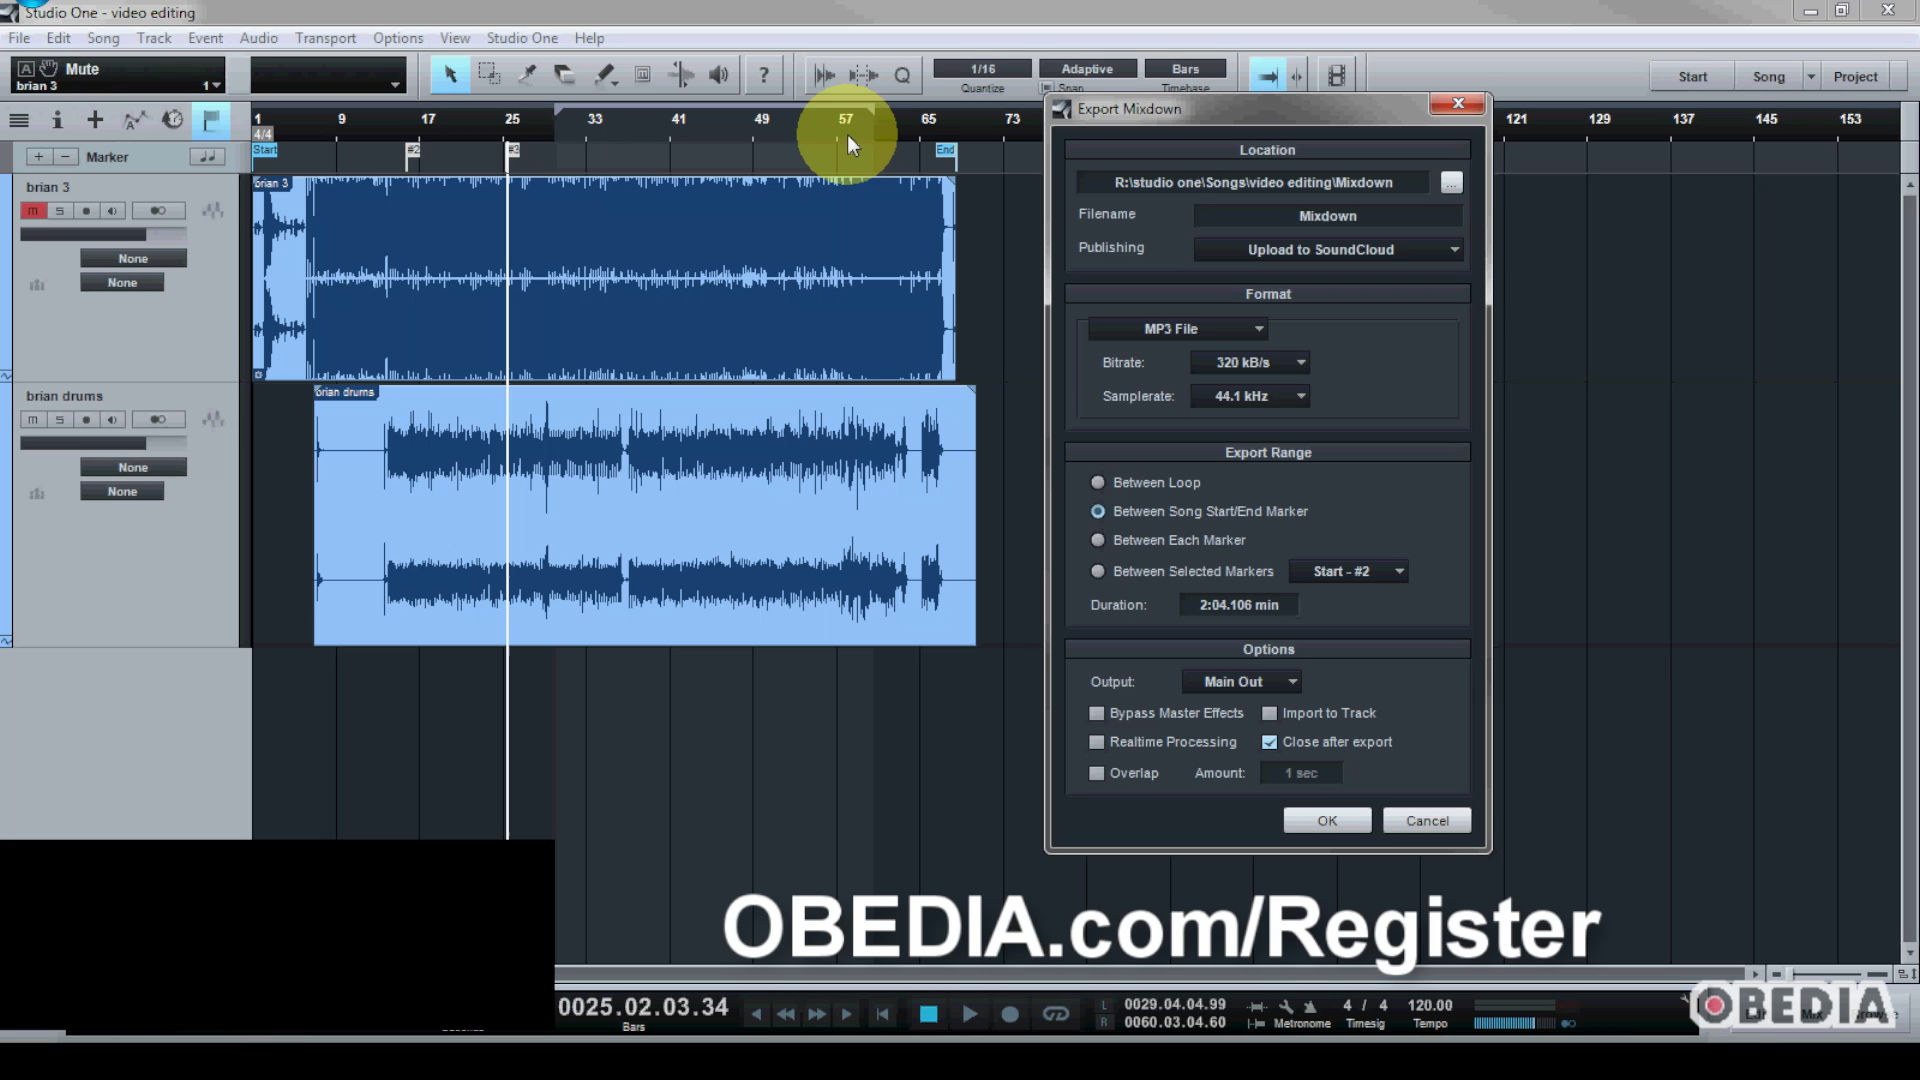 Studio One - video editing
File Edit Song Track Event Audio Transport Options View Studio One Help
A Mute
brian 3 1
1/16 Adaptive Bars
Quantize Snap Timebase
Start Song Project
1 9 17 25 33 41 49 57 65 73 121 129 137 145 153
4/4
Start #2 #3 End
+ - Marker
brian 3
M S
None
None
brian 3
brian drums
M S
None
None
brian drums
Export Mixdown
Location
R:\studio one\Songs\video editing\Mixdown ...
Filename Mixdown
Publishing Upload to SoundCloud
Format
MP3 File
Bitrate: 320 kB/s
Samplerate: 44.1 kHz
Export Range
Between Loop
Between Song Start/End Marker
Between Each Marker
Between Selected Markers Start - #2
Duration: 2:04.106 min
Options
Output: Main Out
Bypass Master Effects Import to Track
Realtime Processing Close after export
Overlap Amount: 1 sec
OK Cancel
OBEDIA.com/Register
0025.02.03.34
Bars
L 0029.04.04.99
R 0060.03.04.60
Metronome
4 / 4
Timesig
120.00
Tempo
OBEDIA